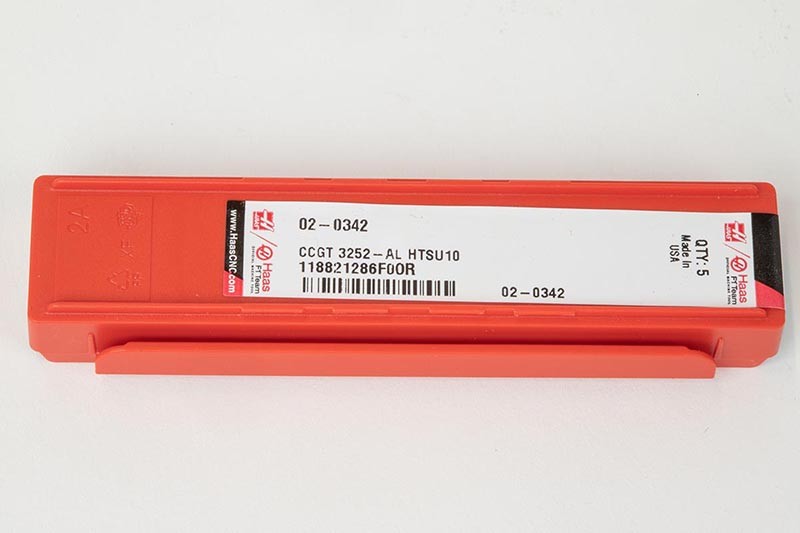 2A
www.HaasCNC.com
Haas
F1 Team
02-0342
CCGT 3252-AL HTSU10
118821286F00R
02-0342
QTY: 5
Made In
USA
Haas
F1 Team